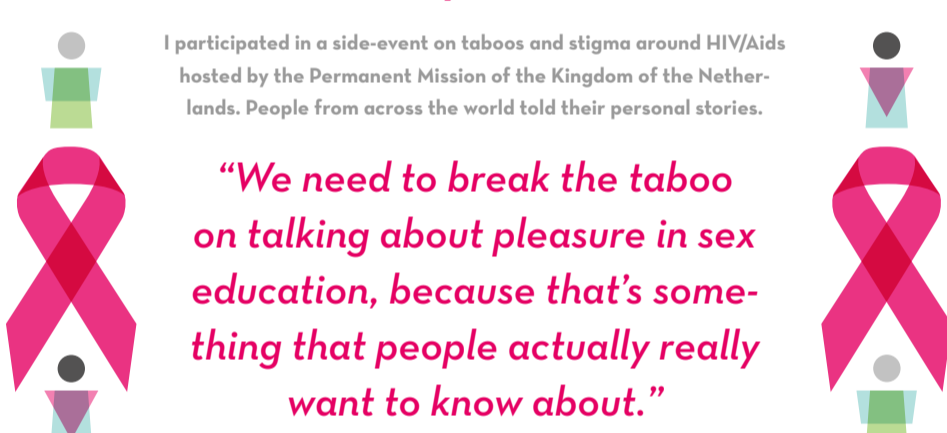 I participated in a side-event on taboos and stigma around HIV/Aids
hosted by the Permanent Mission of the Kingdom of the Nether-
lands. People from across the world told their personal stories.
“We need to break the taboo
on talking about pleasure in sex
education, because that’s some-
thing that people actually really
want to know about.”